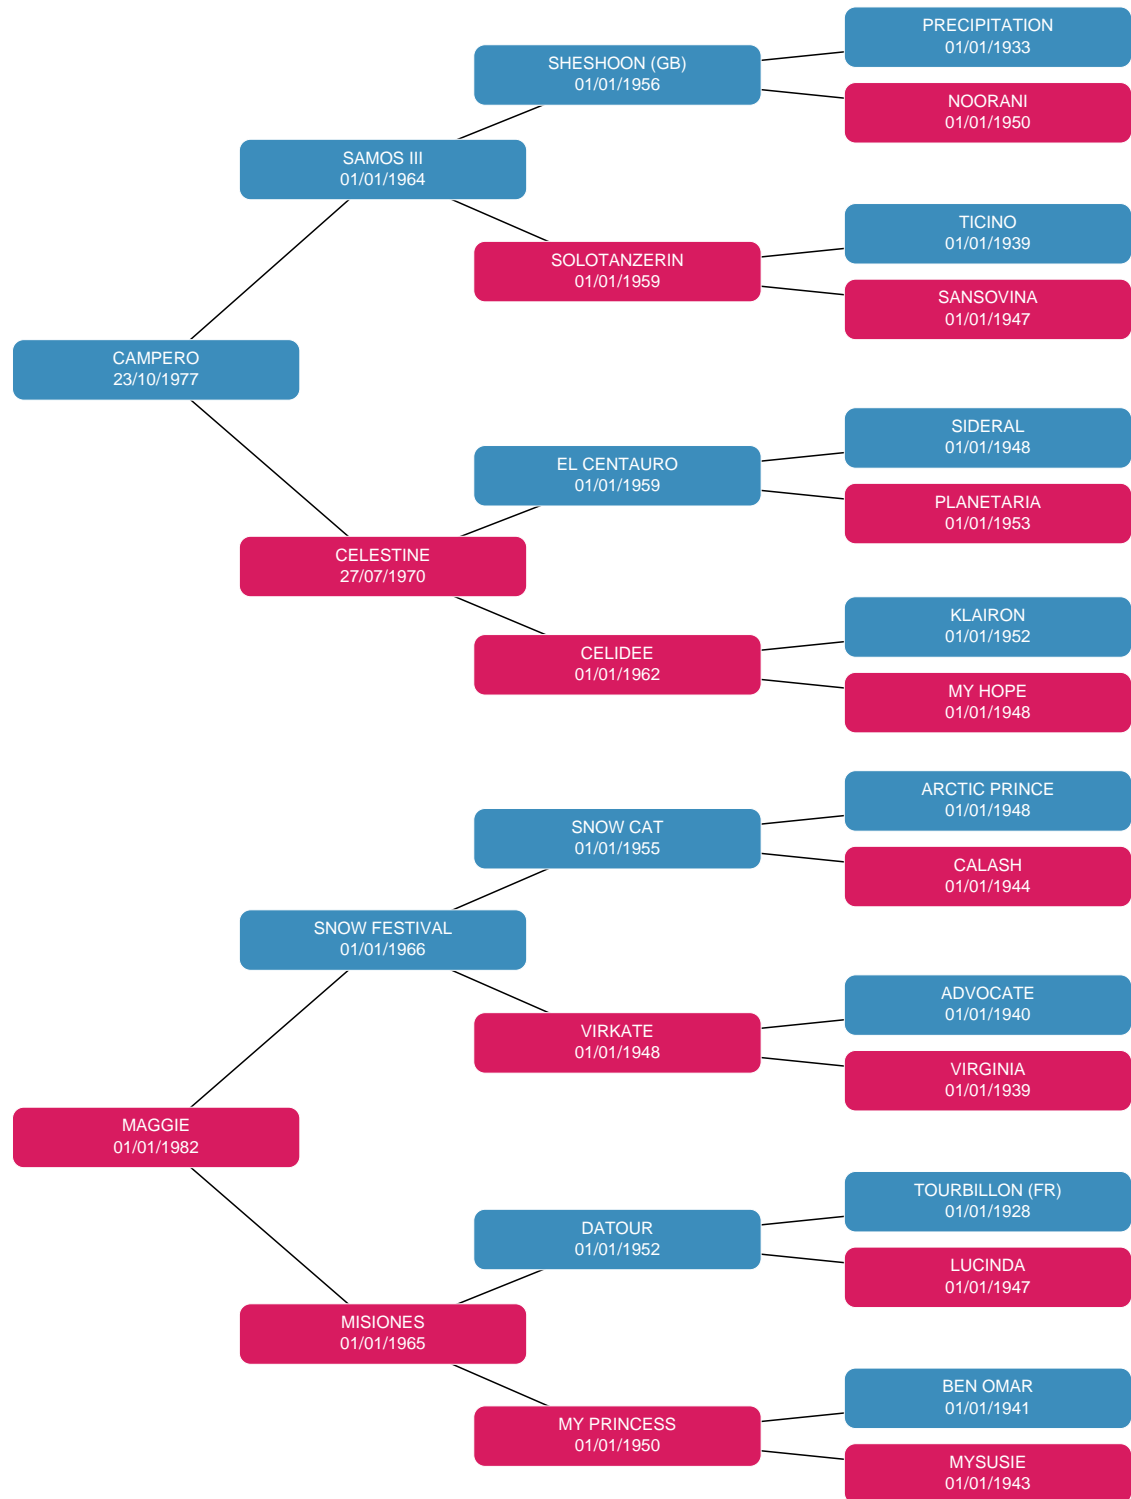 PRECIPITATION
01/01/1933
SHESHOON (GB)
01/01/1956
NOORANI
01/01/1950
SAMOS III
01/01/1964
TICINO
01/01/1939
SOLOTANZERIN
01/01/1959
SANSOVINA
01/01/1947
CAMPERO
23/10/1977
SIDERAL
01/01/1948
EL CENTAURO
01/01/1959
PLANETARIA
01/01/1953
CELESTINE
27/07/1970
KLAIRON
01/01/1952
CELIDEE
01/01/1962
MY HOPE
01/01/1948
ARCTIC PRINCE
01/01/1948
SNOW CAT
01/01/1955
CALASH
01/01/1944
SNOW FESTIVAL
01/01/1966
ADVOCATE
01/01/1940
VIRKATE
01/01/1948
VIRGINIA
01/01/1939
MAGGIE
01/01/1982
TOURBILLON (FR)
01/01/1928
DATOUR
01/01/1952
LUCINDA
01/01/1947
MISIONES
01/01/1965
BEN OMAR
01/01/1941
MY PRINCESS
01/01/1950
MYSUSIE
01/01/1943